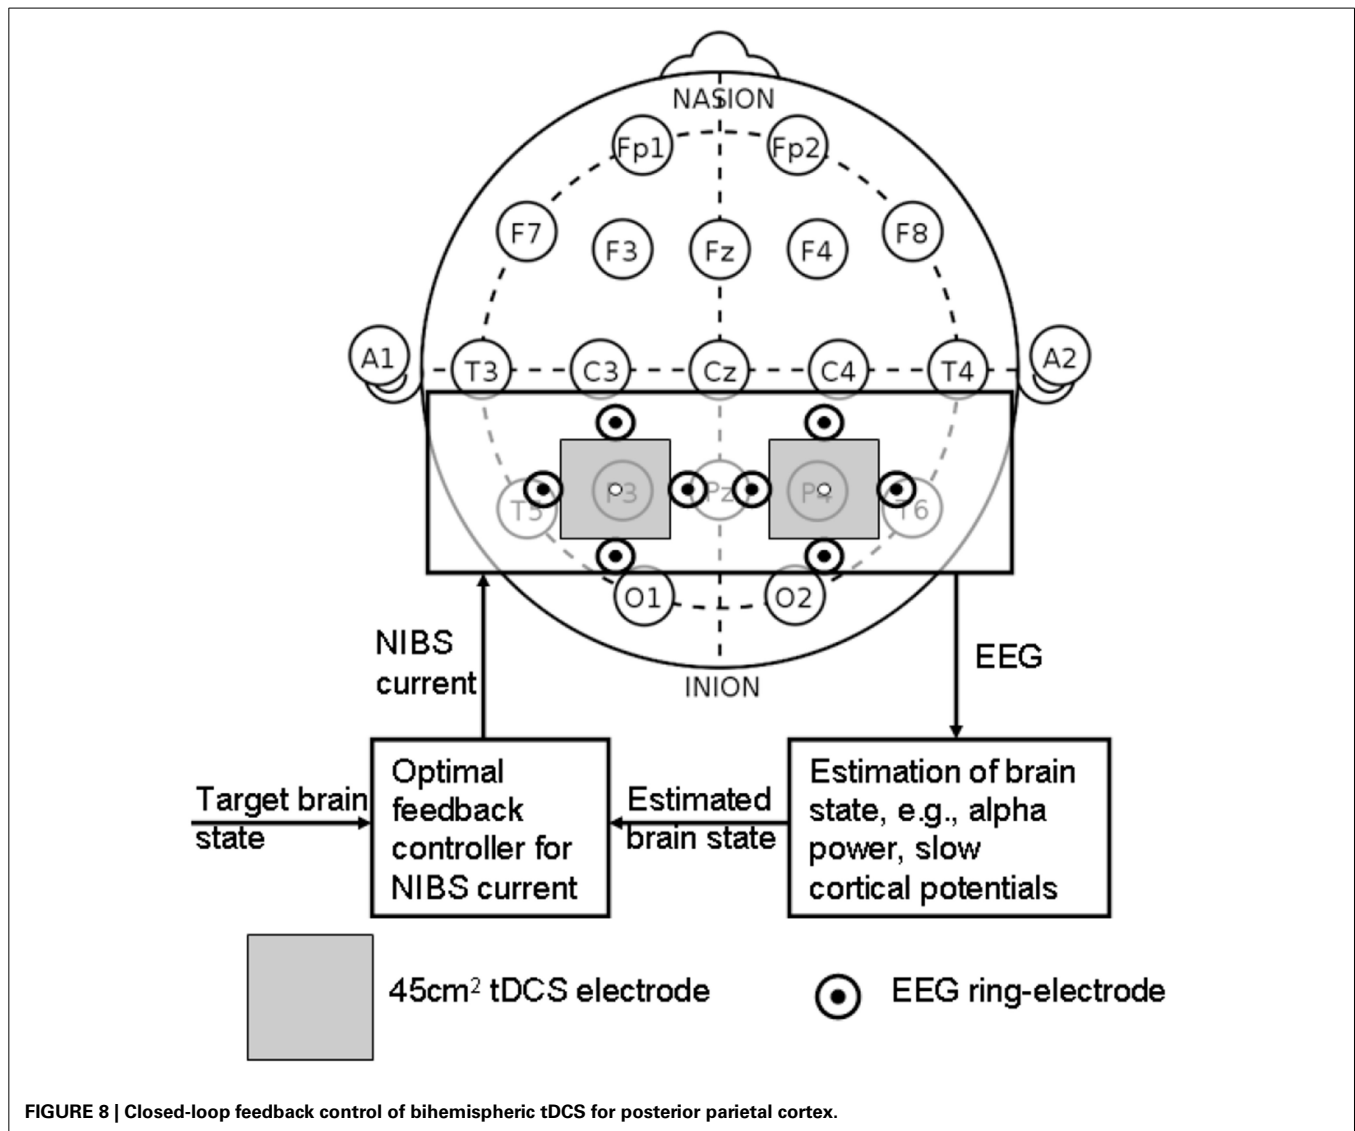 NASION
Fp1 Fp2
F7 F3 Fz F4 F8
A1 T3 C3 Cz C4 T4 A2
T5 P3 Pz P4 T6
O1 O2
INION
NIBS
current
EEG
Target brain
state
Optimal
feedback
controller for
NIBS current
Estimated
brain state
Estimation of brain
state, e.g., alpha
power, slow
cortical potentials
45cm² tDCS electrode
EEG ring-electrode
FIGURE 8 | Closed-loop feedback control of bihemispheric tDCS for posterior parietal cortex.